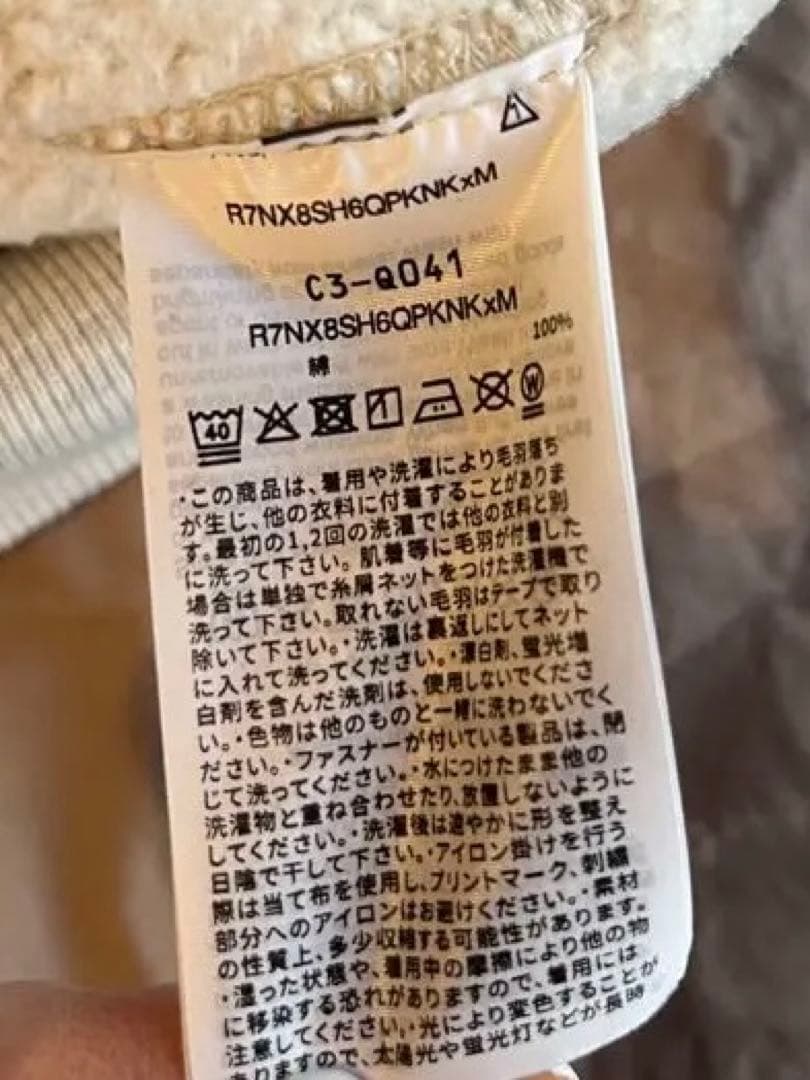 R7NX8SH6QPKNKxM
C3-Q041
R7NX8SH6QPKNKxM
綿 100%
40
・この商品は、着用や洗濯により毛羽落ち
が生じ、他の衣料に付着することがありま
す。最初の1,2回の洗濯では他の衣料と別
に洗って下さい。肌着等に毛羽が付着した
場合は単独で糸屑ネットをつけた洗濯機で
洗って下さい。取れない毛羽はテープで取り
除いて下さい。・洗濯は裏返しにしてネット
に入れて洗ってください。・漂白剤、蛍光増
白剤を含んだ洗剤は、使用しないでくださ
い。・色物は他のものと一緒に洗わないでく
ださい。・ファスナーが付いている製品は、閉
じて洗ってください。・水につけたまま他の
洗濯物と重ね合わせたり、放置しないように
してください。・洗濯後は速やかに形を整え
日陰で干して下さい。・アイロン掛けを行う
際は当て布を使用し、プリントマーク、刺繍
部分へのアイロンはお避けください。・素材
の性質上、多少収縮する可能性があります。
・湿った状態や、着用中の摩擦により他の物
に移染する恐れがありますので、着用には
注意してください。・光により変色することが
ありますので、太陽光や蛍光灯などが長時